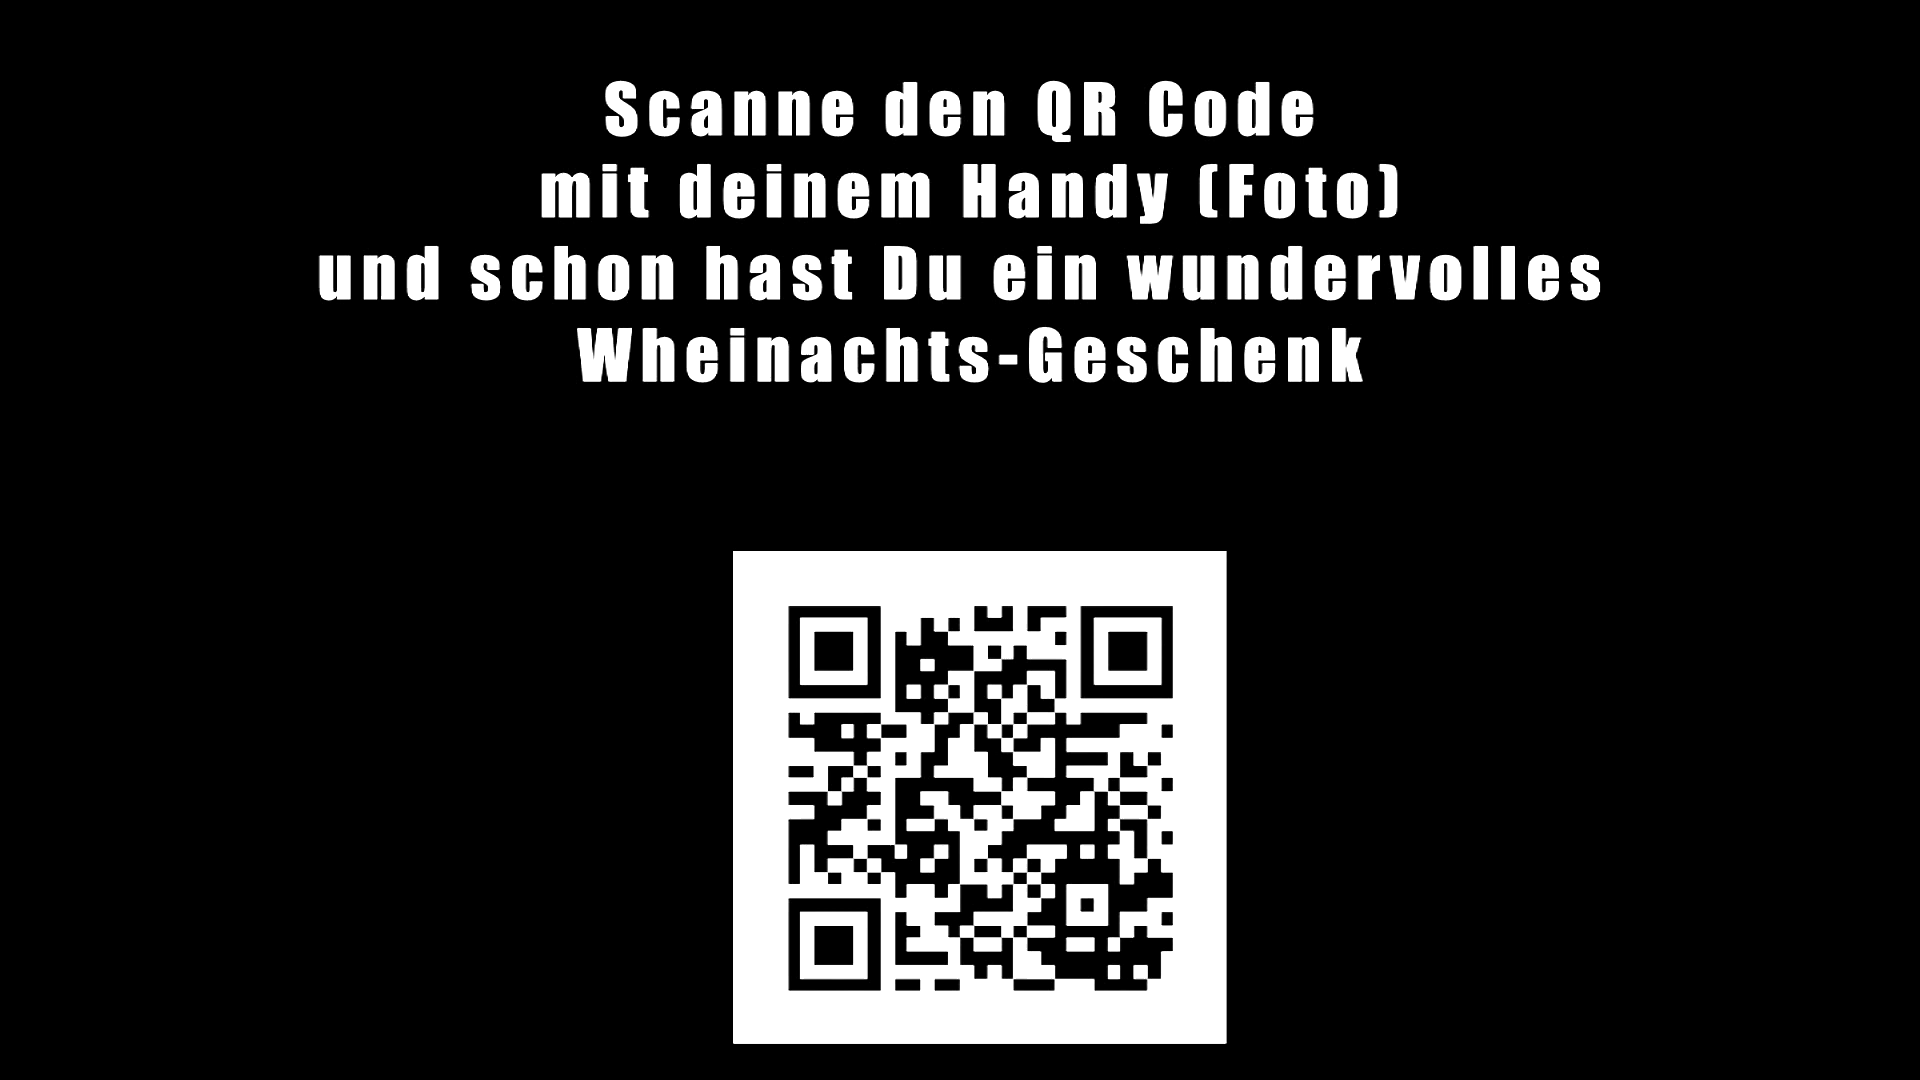 Scanne den QR Code
mit deinem Handy (Foto)
und schon hast Du ein wundervolles
Wheinachts-Geschenk